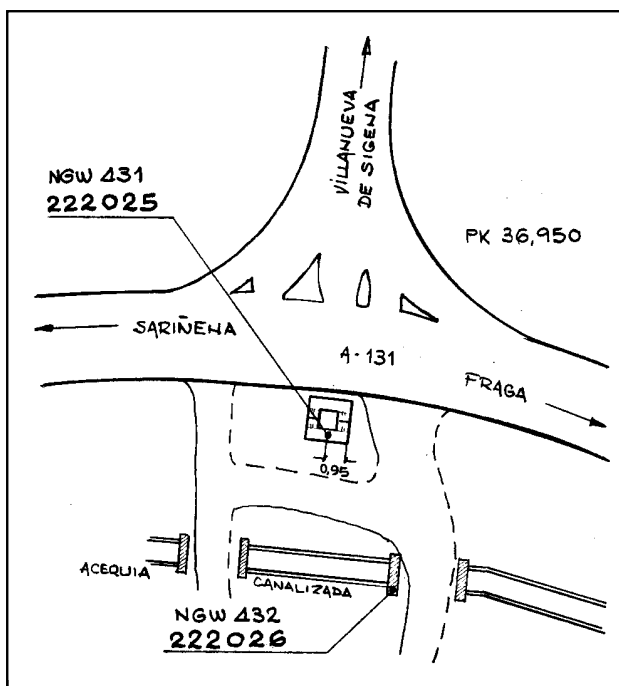 VILLANUEVA
DE SIGENA
NGW 431
222025
PK 36,950
SARIÑENA
A-131
FRAGA
0,95
ACEQUIA
CANALIZADA
NGW 432
222026